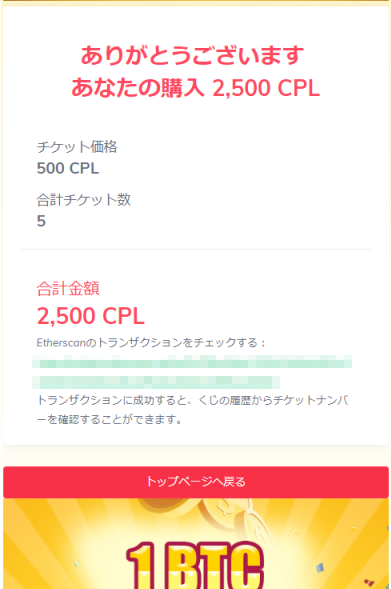 ありがとうございます
あなたの購入 2,500 CPL
チケット価格
500 CPL
合計チケット数
5
合計金額
2,500 CPL
Etherscanのトランザクションをチェックする：
トランザクションに成功すると、くじの履歴からチケットナンバ
ーを確認することができます。
トップページへ戻る
1 BTC